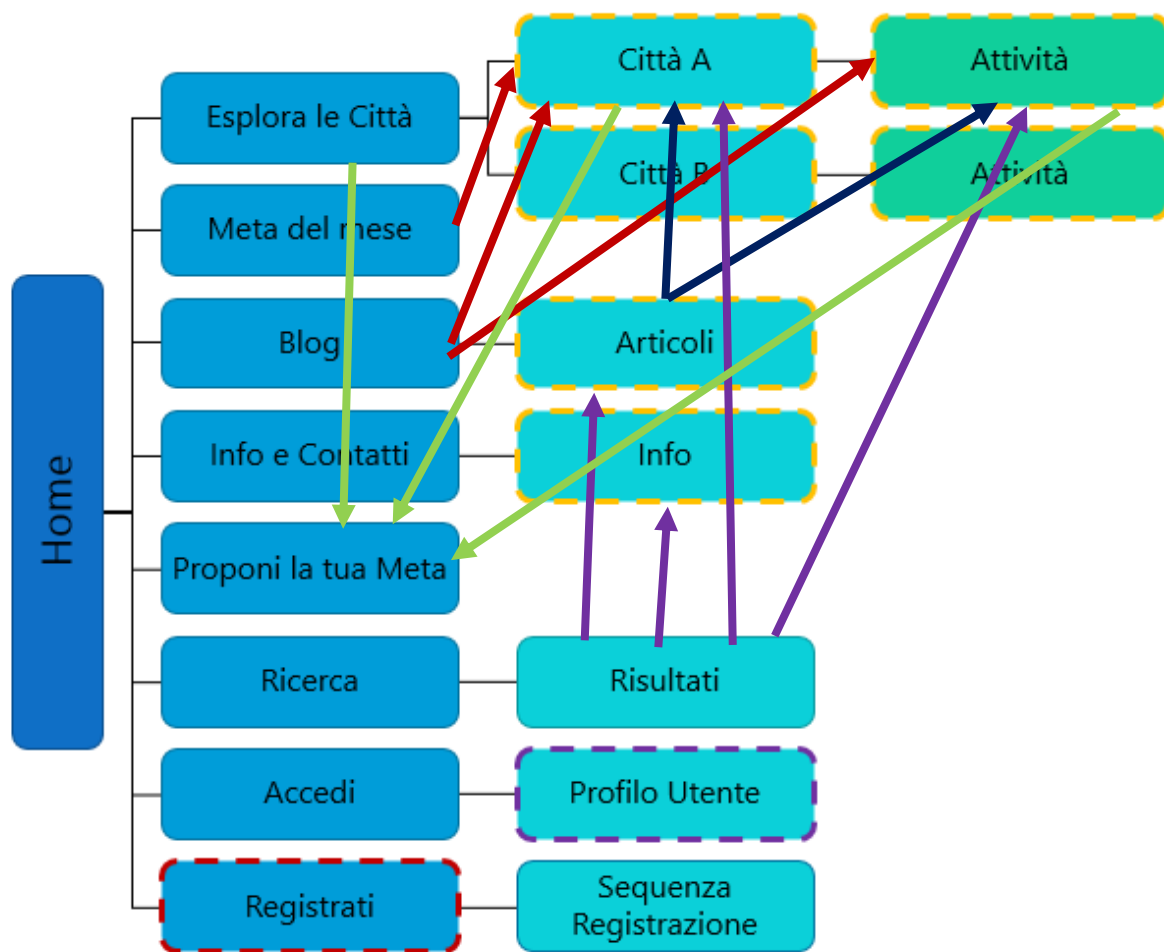 Home
Esplora le Città
Città A
Attività
Città B
Attività
Meta del mese
Blog
Articoli
Info e Contatti
Info
Proponi la tua Meta
Ricerca
Risultati
Accedi
Profilo Utente
Registrati
Sequenza
Registrazione